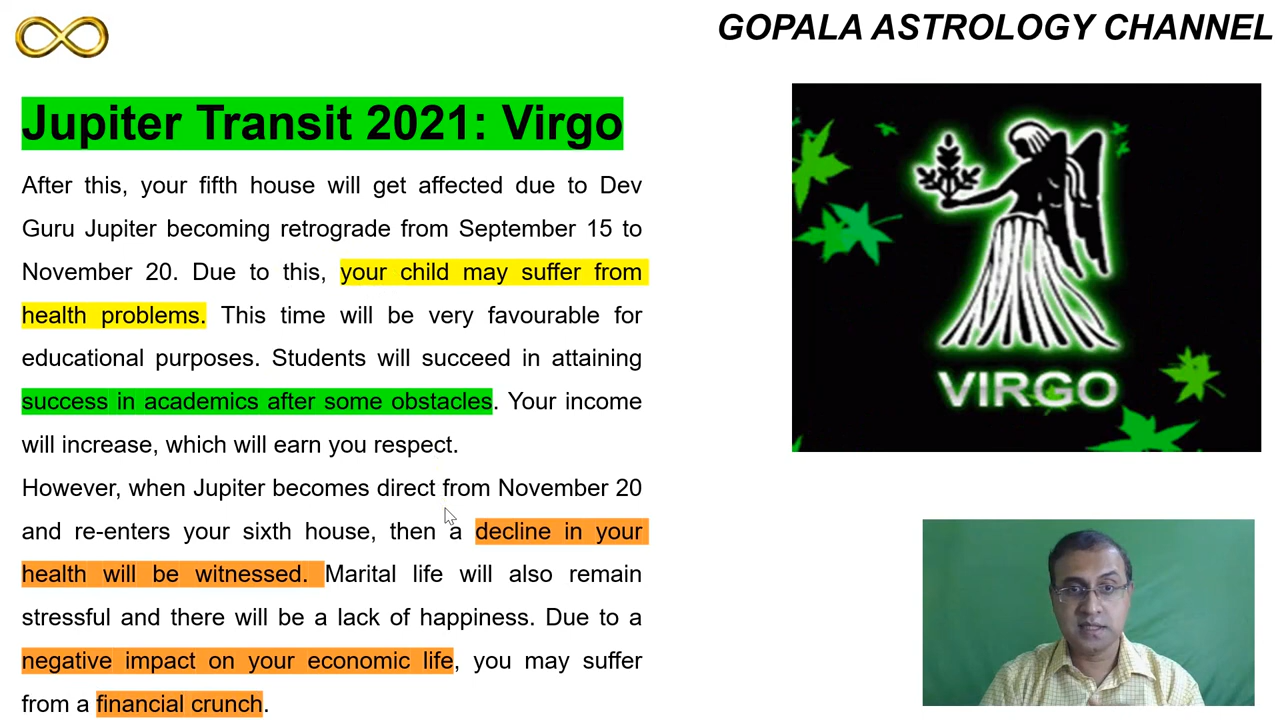 GOPALA ASTROLOGY CHANNEL
Jupiter Transit 2021: Virgo
After this, your fifth house will get affected due to Dev
Guru Jupiter becoming retrograde from September 15 to
November 20. Due to this, your child may suffer from
health problems. This time will be very favourable for
educational purposes. Students will succeed in attaining
success in academics after some obstacles. Your income
will increase, which will earn you respect.
However, when Jupiter becomes direct from November 20
and re-enters your sixth house, then a decline in your
health will be witnessed. Marital life will also remain
stressful and there will be a lack of happiness. Due to a
negative impact on your economic life, you may suffer
from a financial crunch.
VIRGO